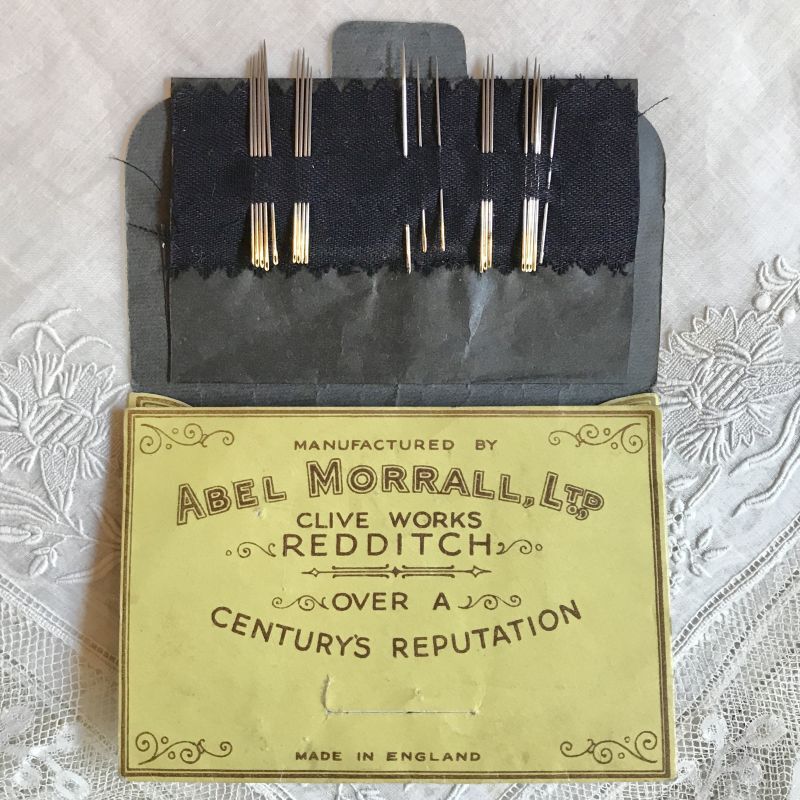 MANUFACTURED BY
ABEL MORRALL, LTD.,
CLIVE WORKS
REDDITCH
OVER A
CENTURY'S REPUTATION
MADE IN ENGLAND